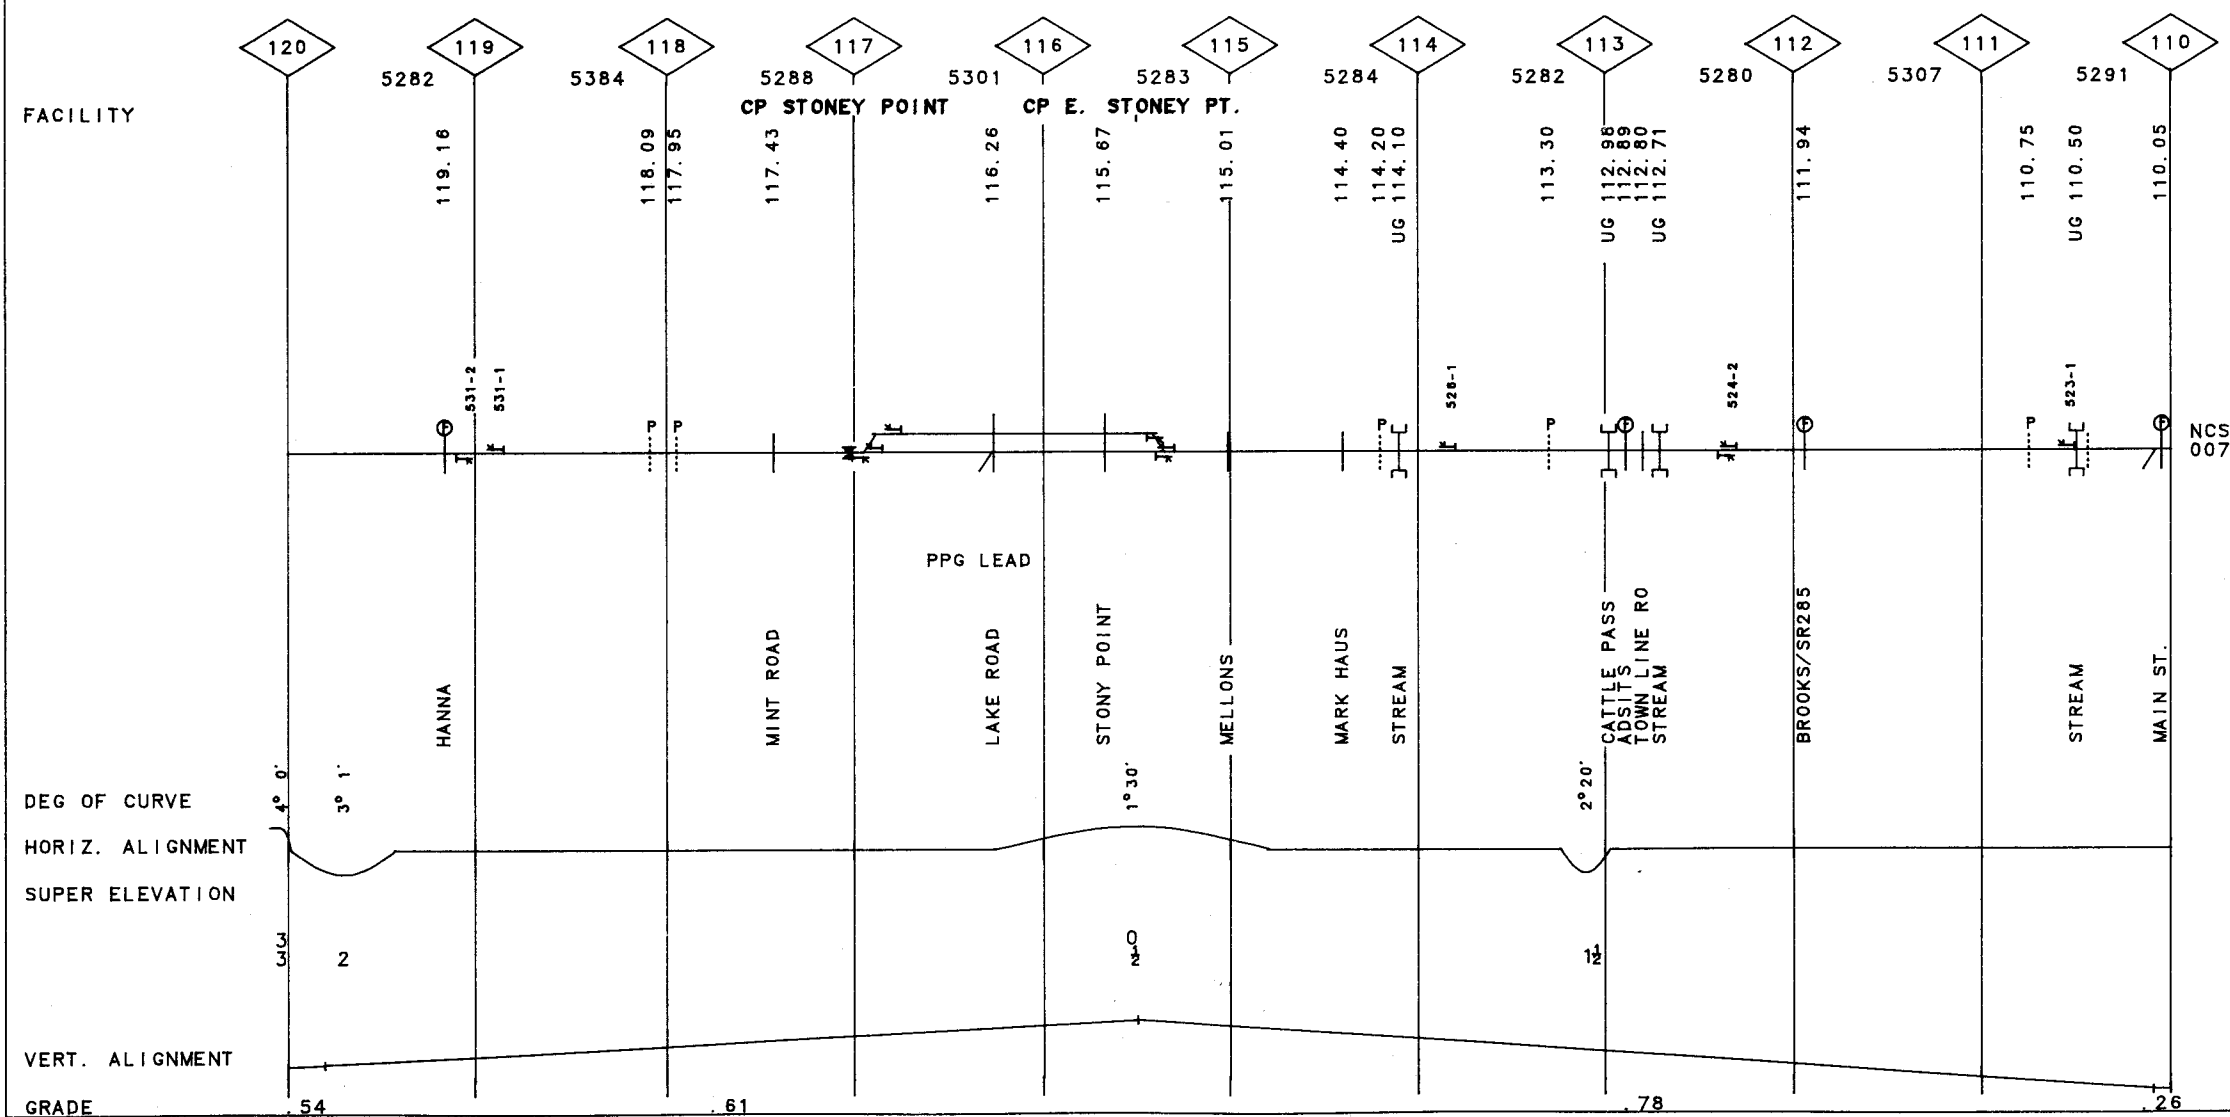 120 119 118 117 116 115 114 113 112 111 110
5282 5384 5288 5301 5283 5284 5282 5280 5307 5291
CP STONEY POINT CP E. STONEY PT.
FACILITY
119.16
118.09
117.95
117.43
116.26
115.67
115.01
114.40
114.20
UG 114.10
113.30
UG 112.98
112.89
112.80
UG 112.71
111.94
110.75
UG 110.50
110.05
531-2
531-1
526-1
524-2
523-1
F P P P P F F P F
NCS
007
PPG LEAD
HANNA
MINT ROAD
LAKE ROAD
STONY POINT
MELLONS
MARK HAUS
STREAM
CATTLE PASS
ADSITS
TOWN LINE RO
STREAM
BROOKS/SR285
STREAM
MAIN ST.
DEG OF CURVE
4° 0'
3° 1'
1°30'
2°20'
HORIZ. ALIGNMENT
SUPER ELEVATION
3 0
3 2 ½ 1½
VERT. ALIGNMENT
GRADE .54 .61 .78 .26